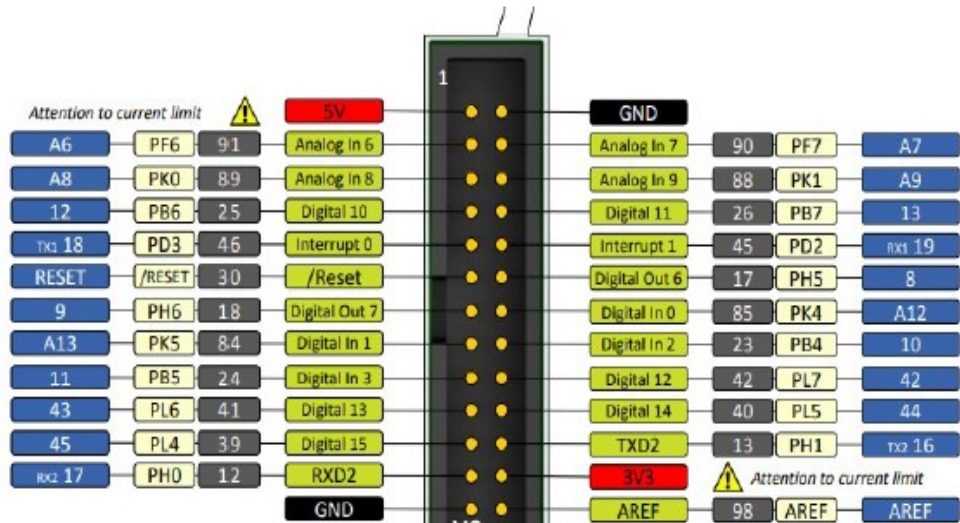 1
Attention to current limit 5V GND
A6 PF6 91 Analog In 6 Analog In 7 90 PF7 A7
A8 PK0 89 Analog In 8 Analog In 9 88 PK1 A9
12 PB6 25 Digital 10 Digital 11 26 PB7 13
TX1 18 PD3 46 Interrupt 0 Interrupt 1 45 PD2 RX1 19
RESET /RESET 30 /Reset Digital Out 6 17 PH5 8
9 PH6 18 Digital Out 7 Digital In 0 85 PK4 A12
A13 PK5 84 Digital In 1 Digital In 2 23 PB4 10
11 PB5 24 Digital In 3 Digital 12 42 PL7 42
43 PL6 41 Digital 13 Digital 14 40 PL5 44
45 PL4 39 Digital 15 TXD2 13 PH1 TX2 16
RX2 17 PH0 12 RXD2 3V3 Attention to current limit
GND AREF 98 AREF AREF